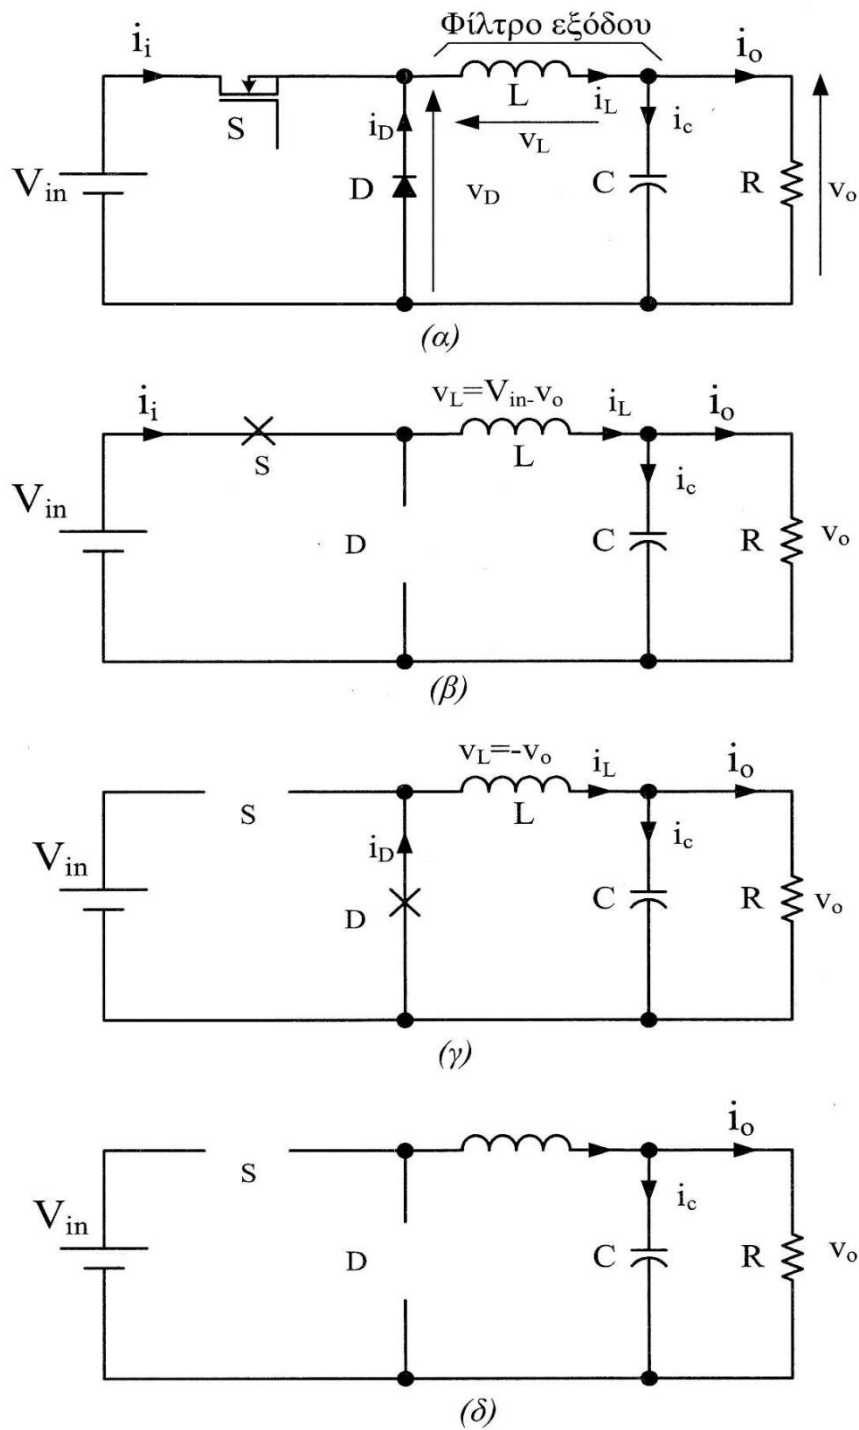 Φίλτρο εξόδου
i_i i_o
L i_L
S i_D v_L i_c
V_in D v_D C R v_o
(α)
v_L=V_in-v_o i_L i_o
i_i
S L
V_in i_c
D C R v_o
(β)
v_L=-v_o i_L i_o
S L
V_in i_D i_c
D C R v_o
(γ)
i_o
S
V_in i_c
D C R v_o
(δ)